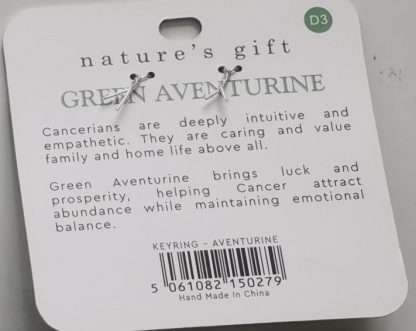 D3
nature's gift
GREEN AVENTURINE
Cancerians are deeply intuitive and
empathetic. They are caring and value
family and home life above all.
Green Aventurine brings luck and
prosperity, helping Cancer attract
abundance while maintaining emotional
balance.
KEYRING - AVENTURINE
5 061082 150279
Hand Made In China